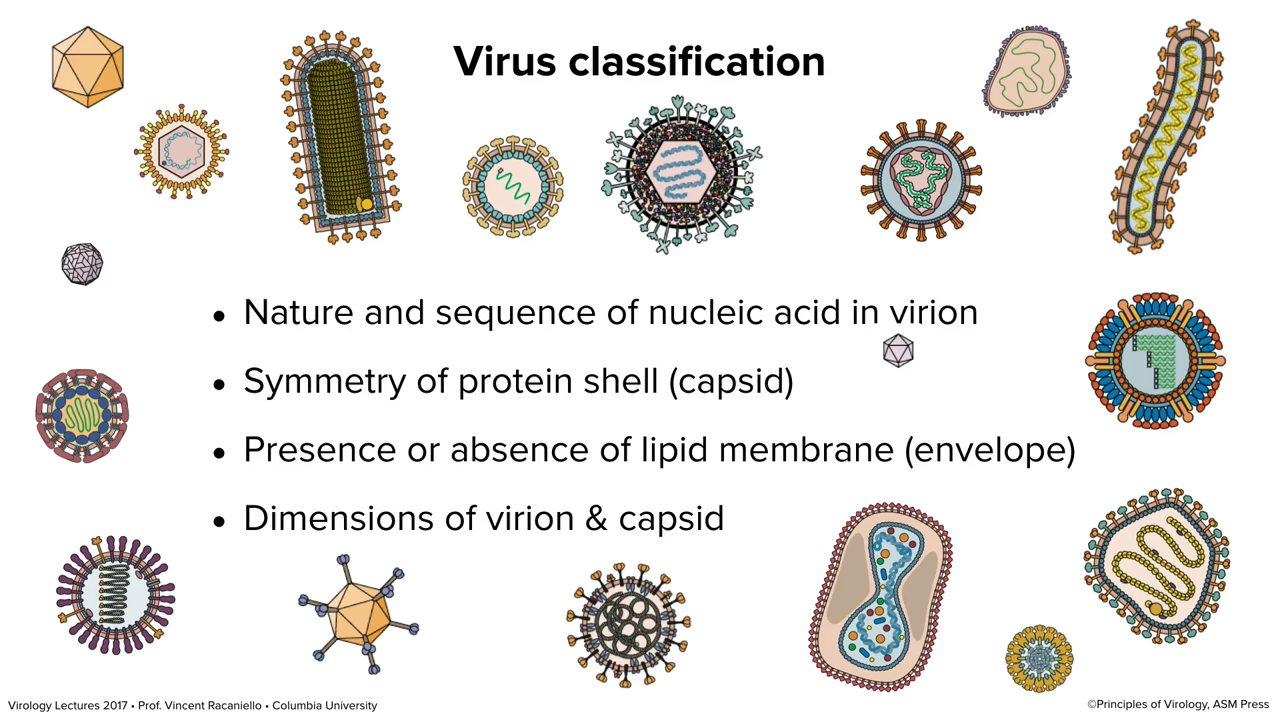 Virus classification
• Nature and sequence of nucleic acid in virion
• Symmetry of protein shell (capsid)
• Presence or absence of lipid membrane (envelope)
• Dimensions of virion & capsid
Virology Lectures 2017 • Prof. Vincent Racaniello • Columbia University
©Principles of Virology, ASM Press